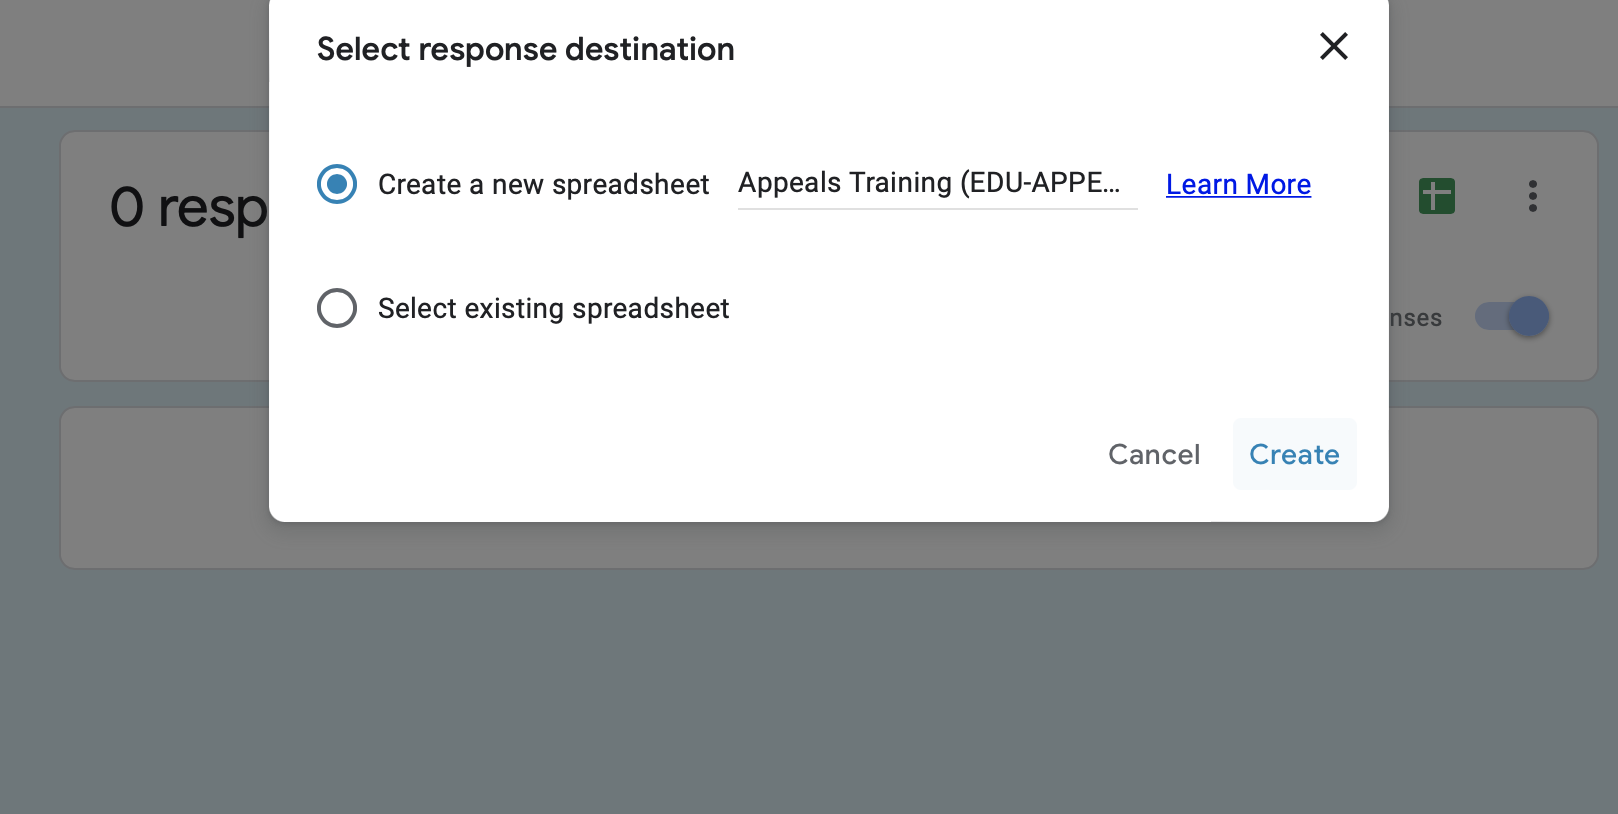 Select response destination
Create a new spreadsheet Appeals Training (EDU-APPE... Learn More
0 resp
Select existing spreadsheet
nses
Cancel Create